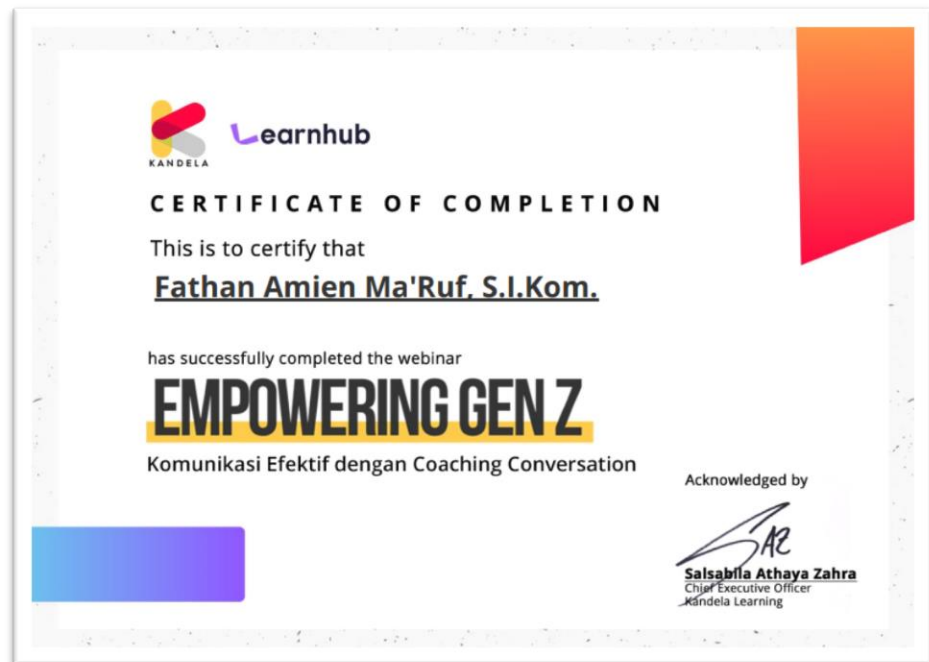 KANDELA
Learnhub
CERTIFICATE OF COMPLETION
This is to certify that
Fathan Amien Ma'Ruf, S.I.Kom.
has successfully completed the webinar
EMPOWERING GEN Z
Komunikasi Efektif dengan Coaching Conversation
Acknowledged by
SAZ
Salsabila Athaya Zahra
Chief Executive Officer
Kandela Learning